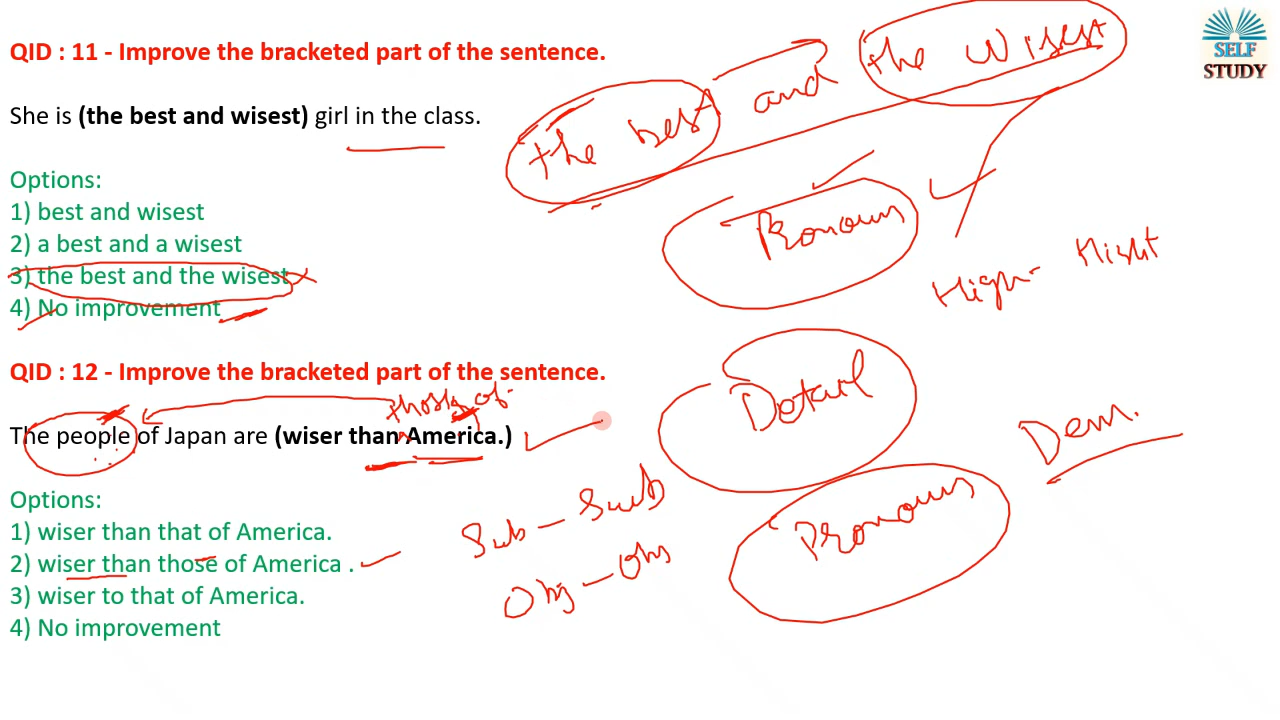 QID : 11 - Improve the bracketed part of the sentence.
the best and the Wisest
SELF
STUDY
She is (the best and wisest) girl in the class.
Options:
1) best and wisest
2) a best and a wisest
3) the best and the wisest
4) No improvement
Pronoun
High -
QID : 12 - Improve the bracketed part of the sentence.
those of
The people of Japan are (wiser than America.)
Detail
Dem.
Options:
1) wiser than that of America.
2) wiser than those of America .
3) wiser to that of America.
4) No improvement
Sub - Sub
Obj - Obj
Pronoun